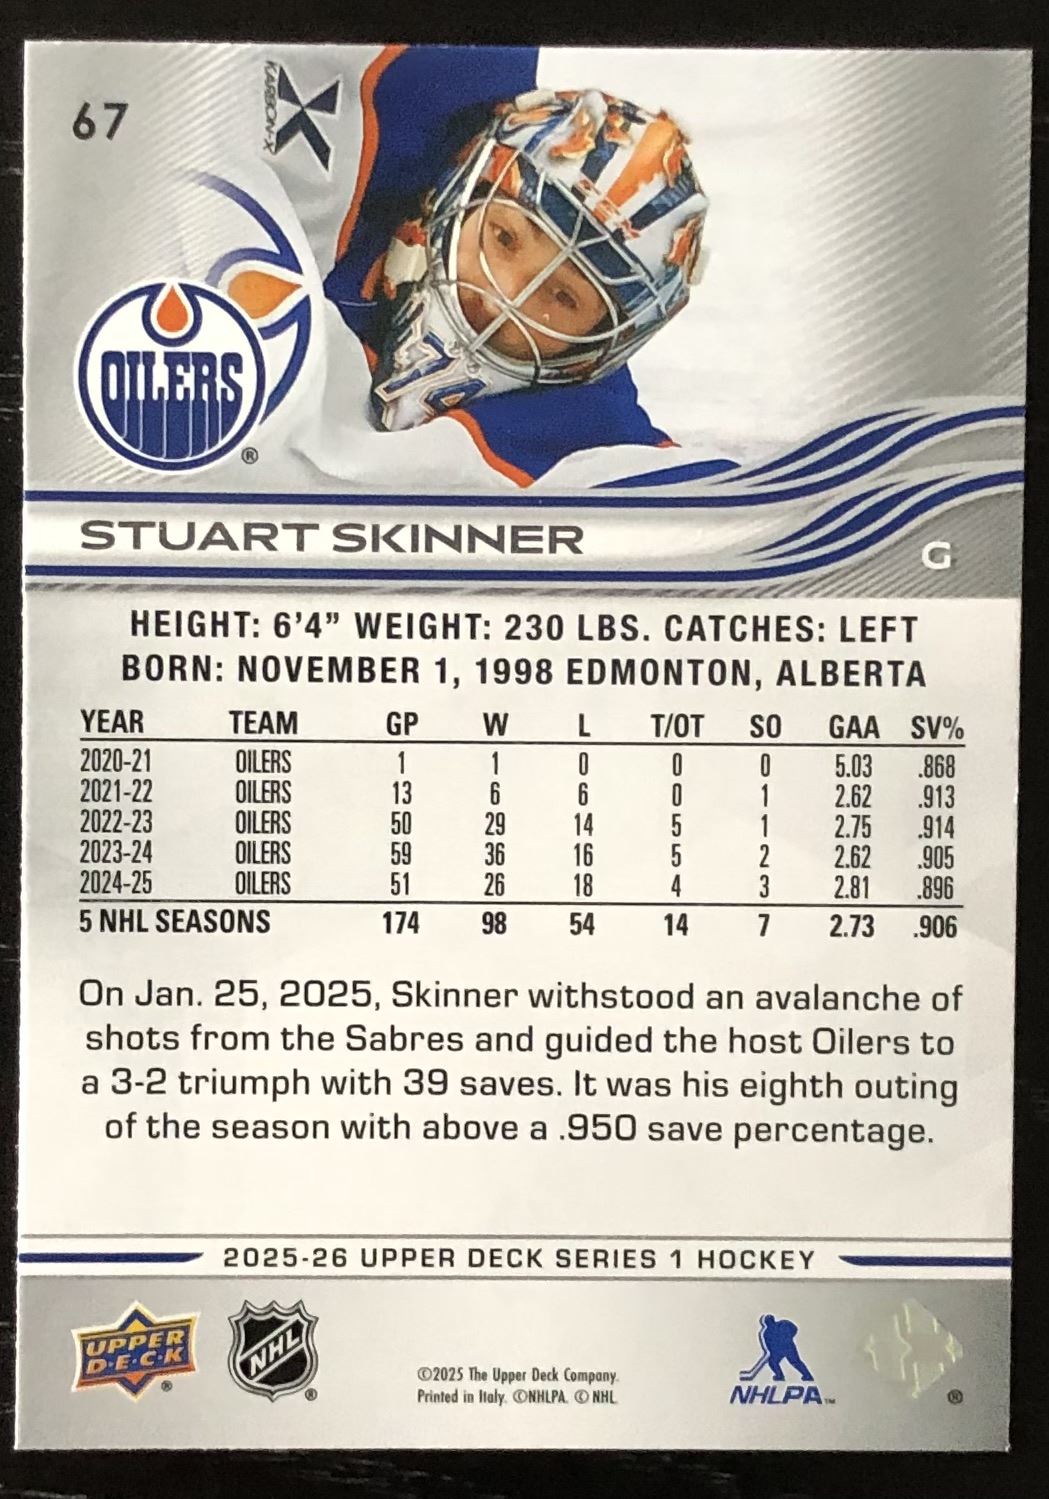 67
KARBON-X
OILERS
®
STUART SKINNER
G
HEIGHT: 6'4” WEIGHT: 230 LBS. CATCHES: LEFT
BORN: NOVEMBER 1, 1998 EDMONTON, ALBERTA
YEAR TEAM GP W L T/OT SO GAA SV%
2020-21 OILERS 1 1 0 0 0 5.03 .868
2021-22 OILERS 13 6 6 0 1 2.62 .913
2022-23 OILERS 50 29 14 5 1 2.75 .914
2023-24 OILERS 59 36 16 5 2 2.62 .905
2024-25 OILERS 51 26 18 4 3 2.81 .896
5 NHL SEASONS 174 98 54 14 7 2.73 .906
On Jan. 25, 2025, Skinner withstood an avalanche of
shots from the Sabres and guided the host Oilers to
a 3-2 triumph with 39 saves. It was his eighth outing
of the season with above a .950 save percentage.
2025-26 UPPER DECK SERIES 1 HOCKEY
UPPER
D·E·C·K
®
NHL
®
©2025 The Upper Deck Company.
Printed in Italy. ©NHLPA. © NHL.
NHLPA™
®